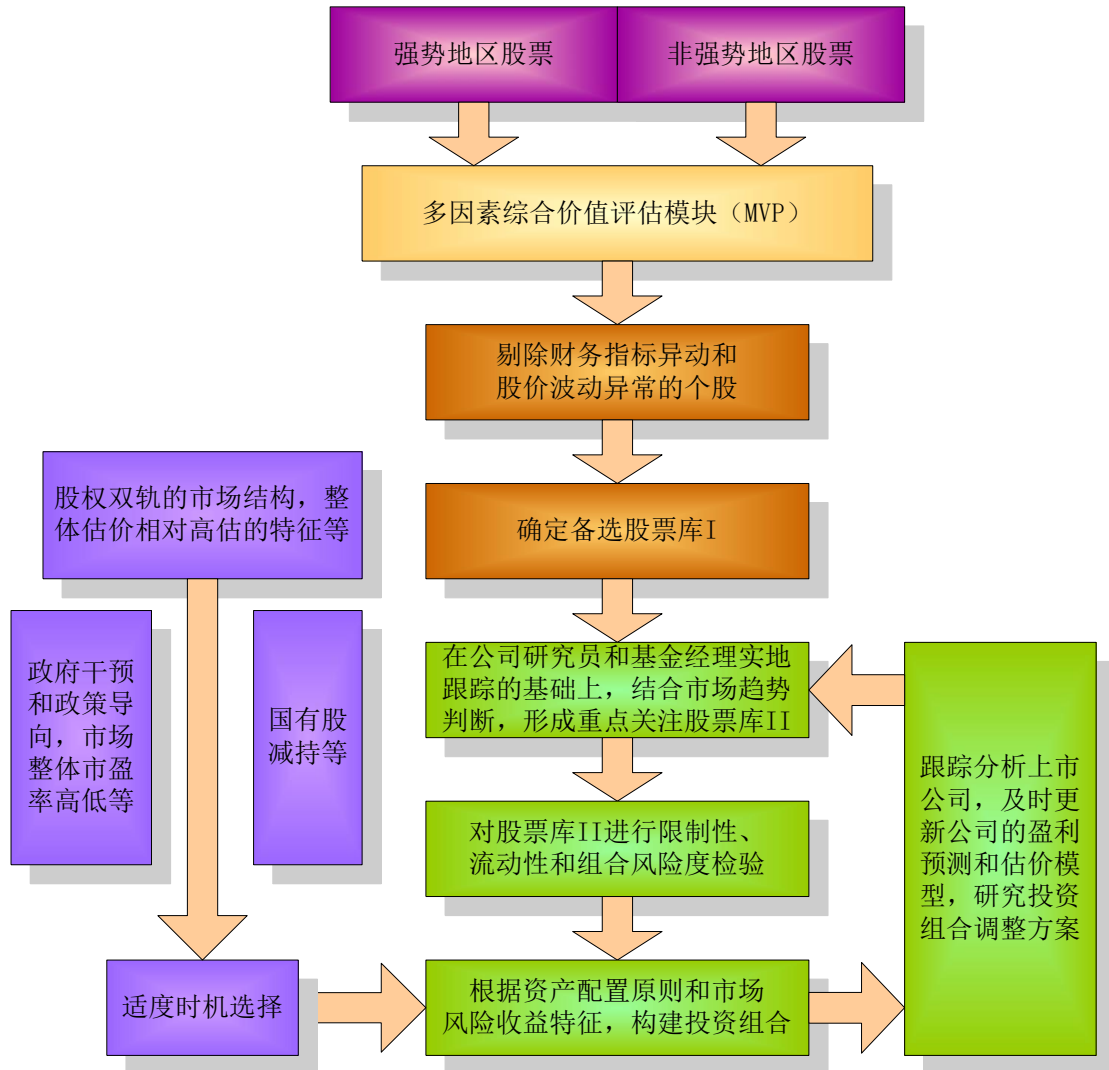 强势地区股票
非强势地区股票
多因素综合价值评估模块（MVP）
剔除财务指标异动和
股价波动异常的个股
确定备选股票库I
股权双轨的市场结构，整
体估价相对高估的特征等
政府干预
和政策导
向，市场
整体市盈
率高低等
国有股
减持等
适度时机选择
在公司研究员和基金经理实地
跟踪的基础上，结合市场趋势
判断，形成重点关注股票库II
对股票库II进行限制性、
流动性和组合风险度检验
根据资产配置原则和市场
风险收益特征，构建投资组合
跟踪分析上市
公司，及时更
新公司的盈利
预测和估价模
型，研究投资
组合调整方案